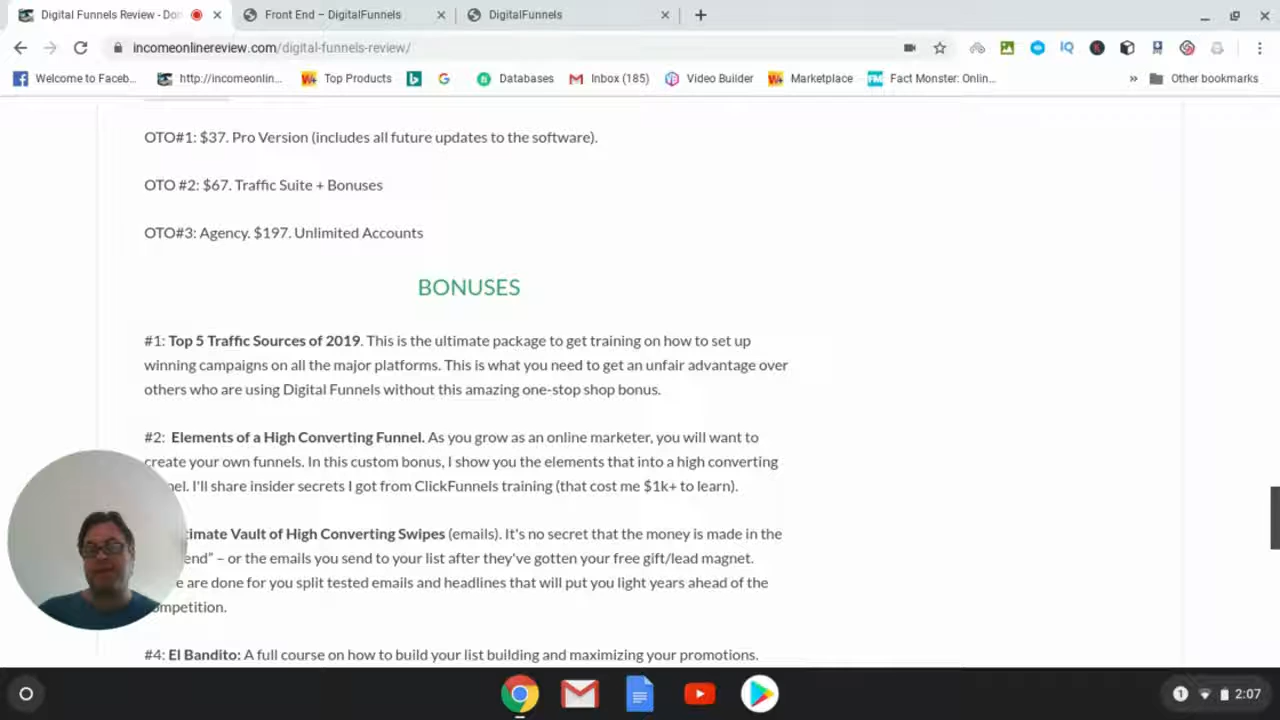 Digital Funnels Review - Don
Front End – DigitalFunnels
DigitalFunnels
incomeonlinereview.com/digital-funnels-review/
Welcome to Faceb...
http://incomeonlin...
Top Products
Databases
Inbox (185)
Video Builder
Marketplace
Fact Monster: Onlin...
Other bookmarks
OTO#1: $37. Pro Version (includes all future updates to the software).
OTO #2: $67. Traffic Suite + Bonuses
OTO#3: Agency. $197. Unlimited Accounts
BONUSES
#1: Top 5 Traffic Sources of 2019. This is the ultimate package to get training on how to set up
winning campaigns on all the major platforms. This is what you need to get an unfair advantage over
others who are using Digital Funnels without this amazing one-stop shop bonus.
#2: Elements of a High Converting Funnel. As you grow as an online marketer, you will want to
create your own funnels. In this custom bonus, I show you the elements that into a high converting
nel. I'll share insider secrets I got from ClickFunnels training (that cost me $1k+ to learn).
timate Vault of High Converting Swipes (emails). It's no secret that the money is made in the
end” – or the emails you send to your list after they've gotten your free gift/lead magnet.
e are done for you split tested emails and headlines that will put you light years ahead of the
ompetition.
#4: El Bandito: A full course on how to build your list building and maximizing your promotions.
1 2:07